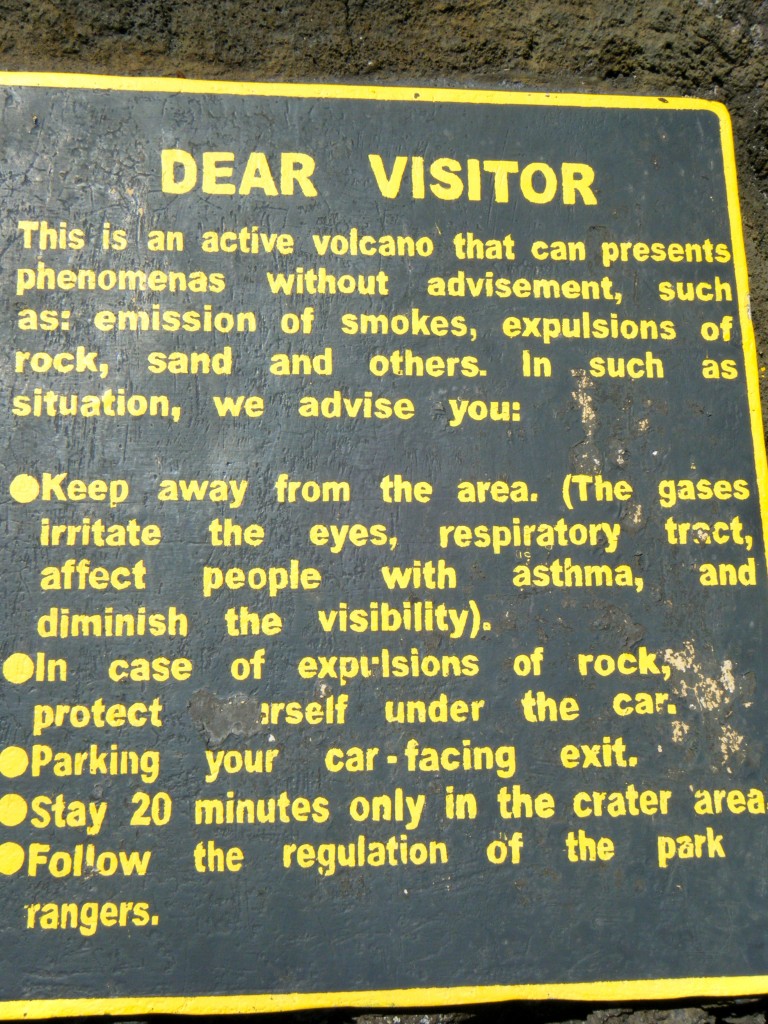 DEAR VISITOR
This is an active volcano that can presents
phenomenas without advisement, such
as: emission of smokes, expulsions of
rock, sand and others. In such as
situation, we advise you:
●Keep away from the area. (The gases
irritate the eyes, respiratory tract,
affect people with asthma, and
diminish the visibility).
●In case of expulsions of rock,
protect under the car.
●Parking your car-facing exit.
●Stay 20 minutes only in the crater area
●Follow the regulation of the park
rangers.